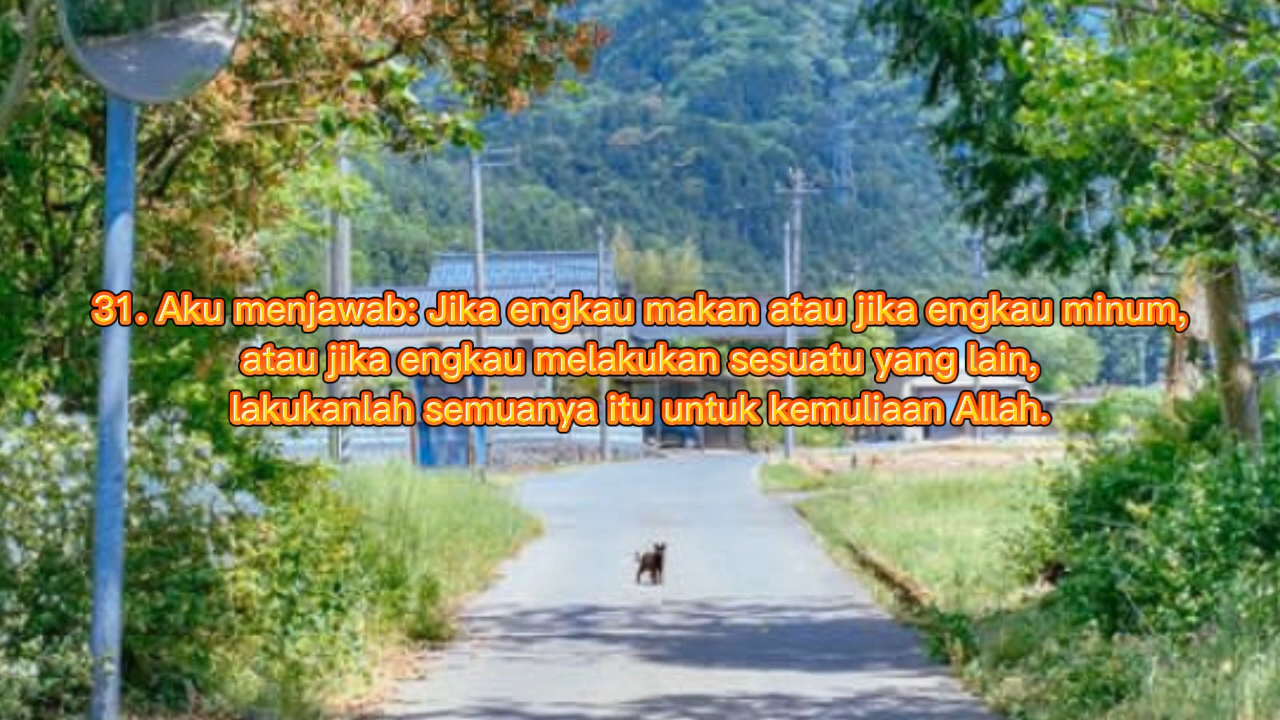 31. Aku menjawab: Jika engkau makan atau jika engkau minum,
atau jika engkau melakukan sesuatu yang lain,
lakukanlah semuanya itu untuk kemuliaan Allah.